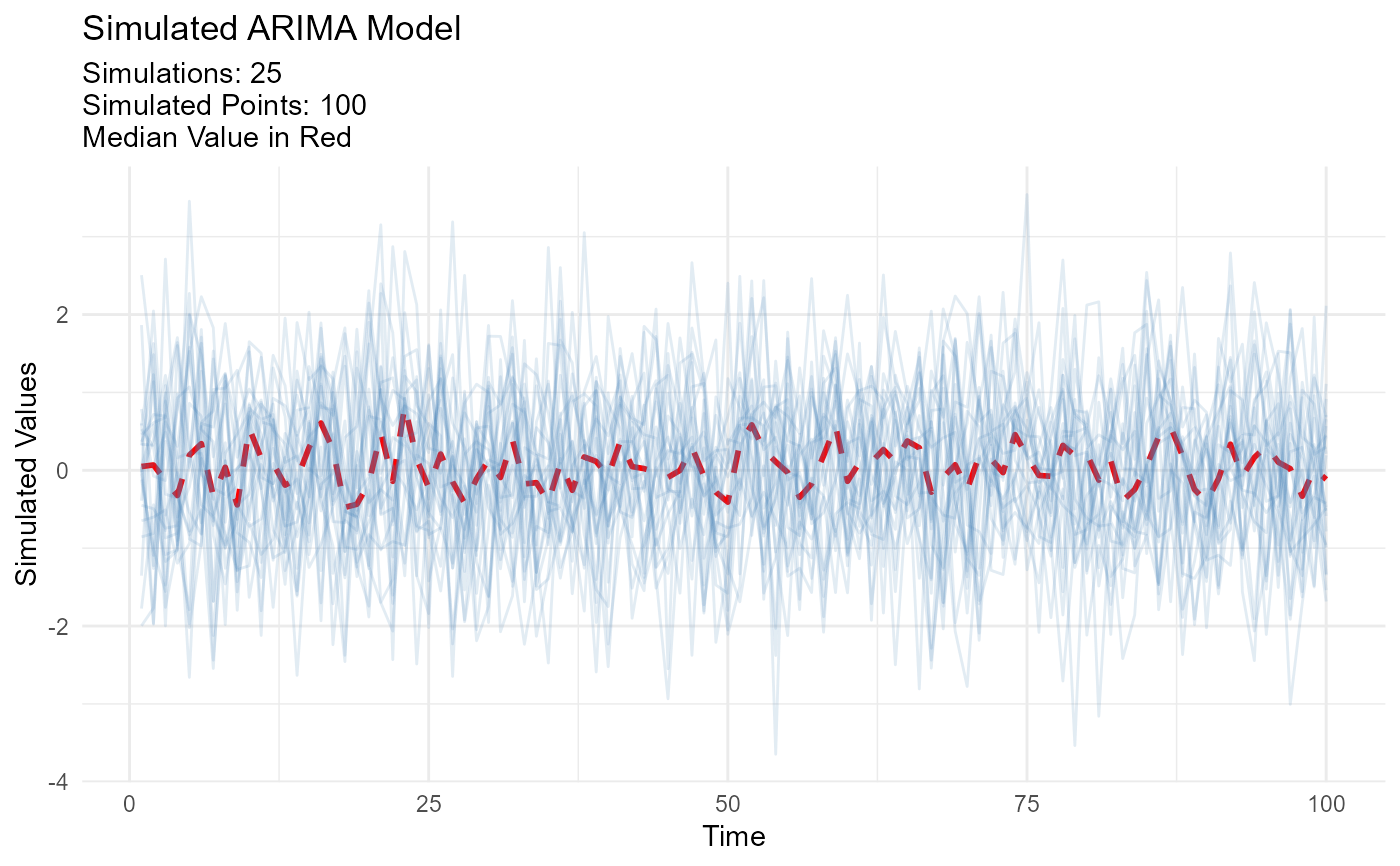 Simulated ARIMA Model
Simulations: 25
Simulated Points: 100
Median Value in Red
Simulated Values
2
0
-2
-4
0 25 50 75 100
Time